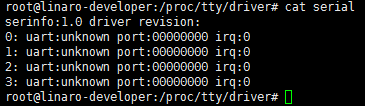 root@linaro-developer:/proc/tty/driver# cat serial
serinfo:1.0 driver revision:
0: uart:unknown port:00000000 irq:0
1: uart:unknown port:00000000 irq:0
2: uart:unknown port:00000000 irq:0
3: uart:unknown port:00000000 irq:0
root@linaro-developer:/proc/tty/driver#